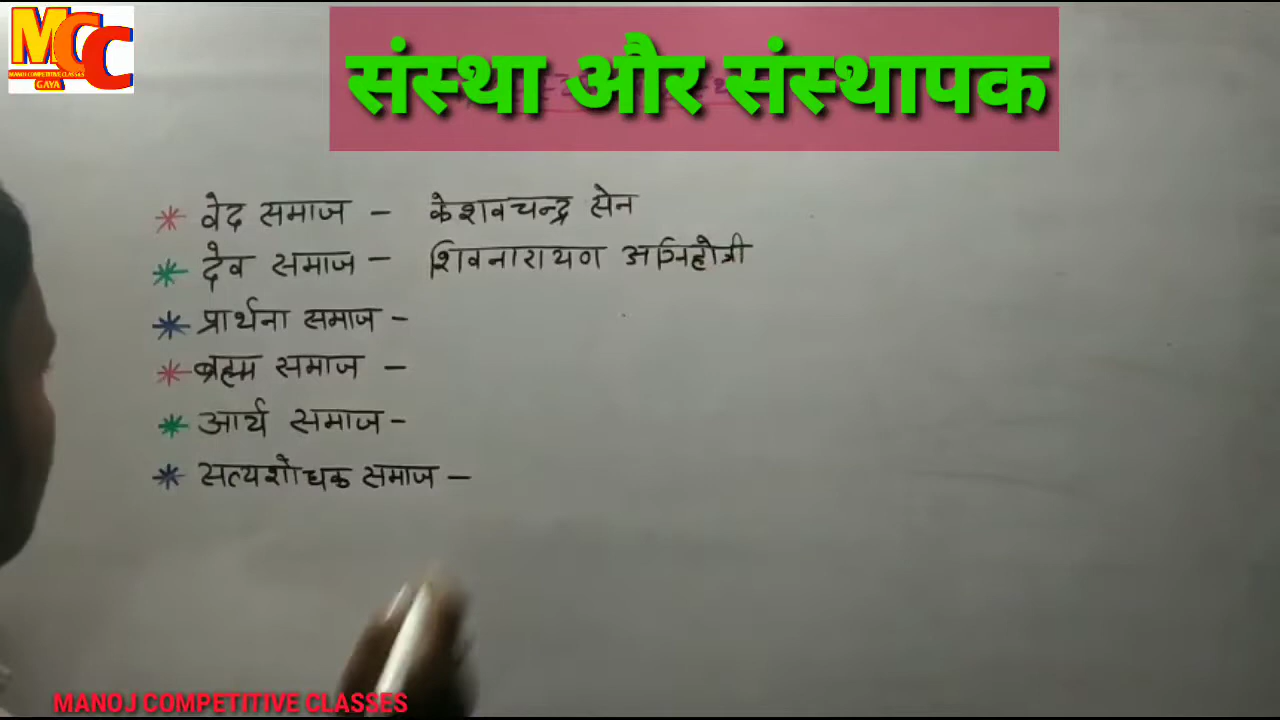 MCC
MANOJ COMPETITIVE CLASSES
GAYA
संस्था और संस्थापक
वेद समाज - केशवचन्द्र सेन
देव समाज - शिवनारायण अग्निहोत्री
प्रार्थना समाज -
ब्रह्म समाज -
आर्य समाज -
सत्यशोधक समाज -
MANOJ COMPETITIVE CLASSES